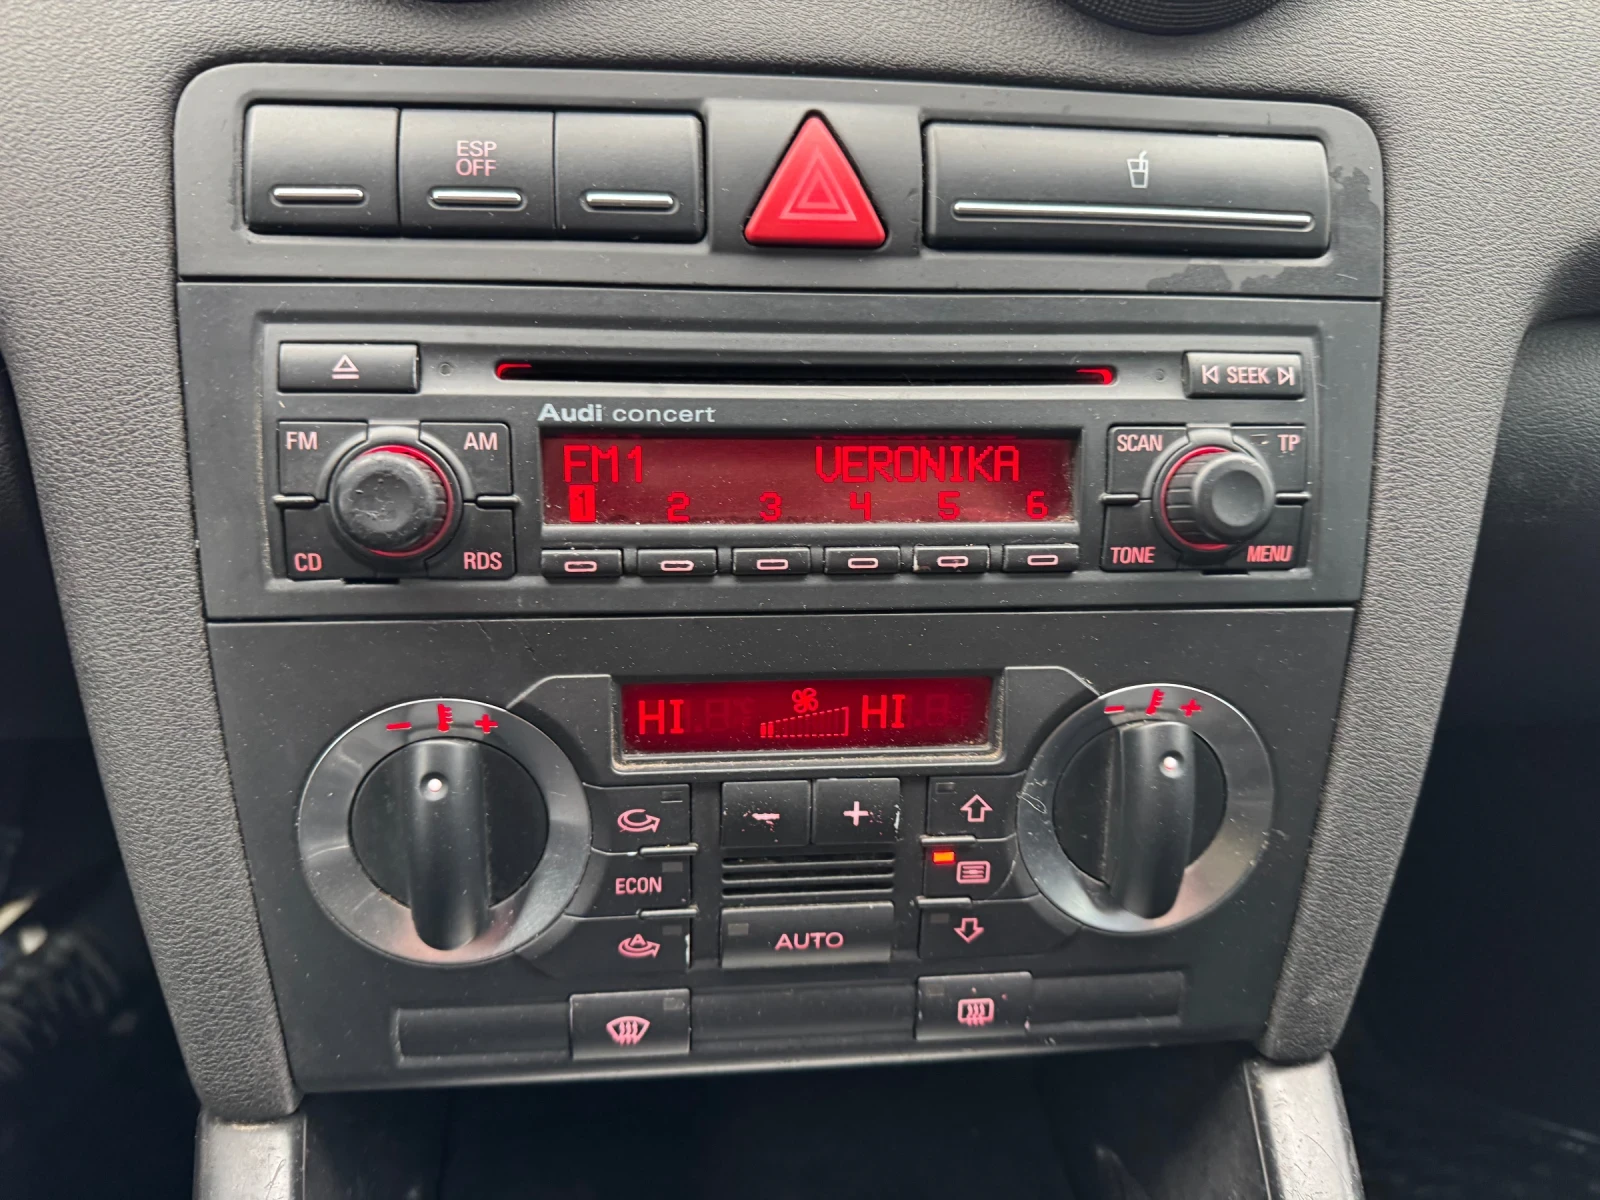 ESP
OFF
SEEK
Audi concert
FM
AM
FM1 VERONIKA
SCAN
TP
1 2 3 4 5 6
CD
RDS
TONE
MENU
HI
HI
- +
- +
- +
ECON
A
AUTO